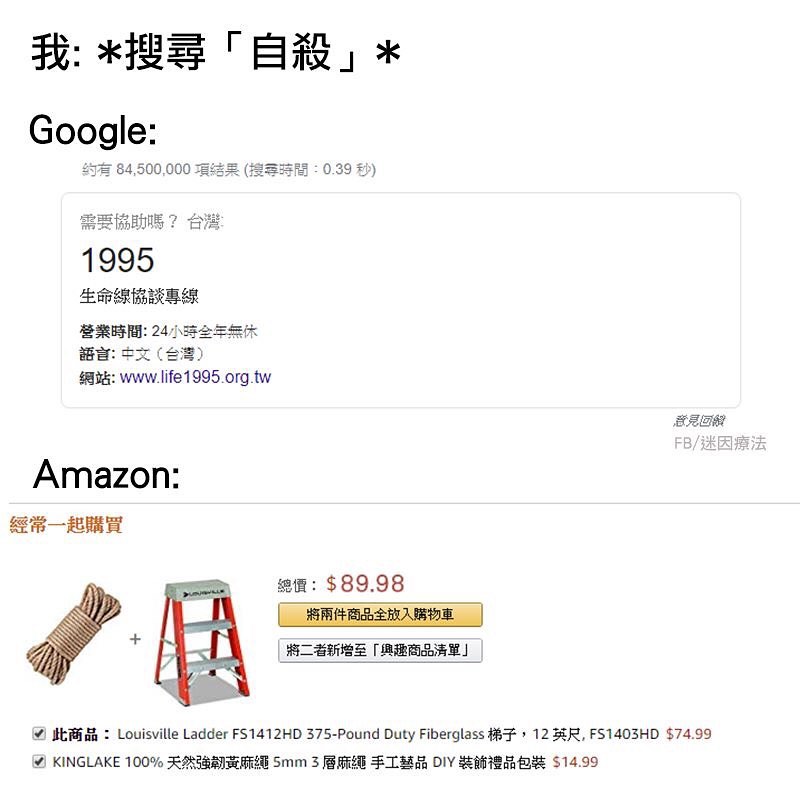 我: *搜尋「自殺」*
Google:
約有 84,500,000 項結果 (搜尋時間：0.39 秒)
需要協助嗎？ 台灣:
1995
生命線協談專線
營業時間: 24小時全年無休
語言: 中文（台灣）
網站: www.life1995.org.tw
意見回饋
FB/迷因療法
Amazon:
經常一起購買
LOUISVILLE
+
總價： $89.98
將兩件商品全放入購物車
將二者新增至「興趣商品清單」
此商品： Louisville Ladder FS1412HD 375-Pound Duty Fiberglass 梯子，12 英尺, FS1403HD $74.99
KINGLAKE 100% 天然強韌黃麻繩 5mm 3 層麻繩 手工藝品 DIY 裝飾禮品包裝 $14.99